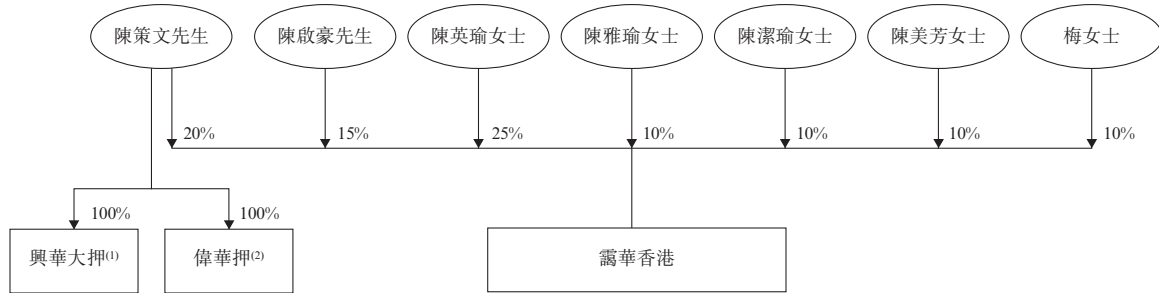 陳策文先生 陳啟豪先生 陳英瑜女士 陳雅瑜女士 陳潔瑜女士 陳美芳女士 梅女士
20% 15% 25% 10% 10% 10% 10%
100% 100%
興華大押(1) 偉華押(2) 靄華香港